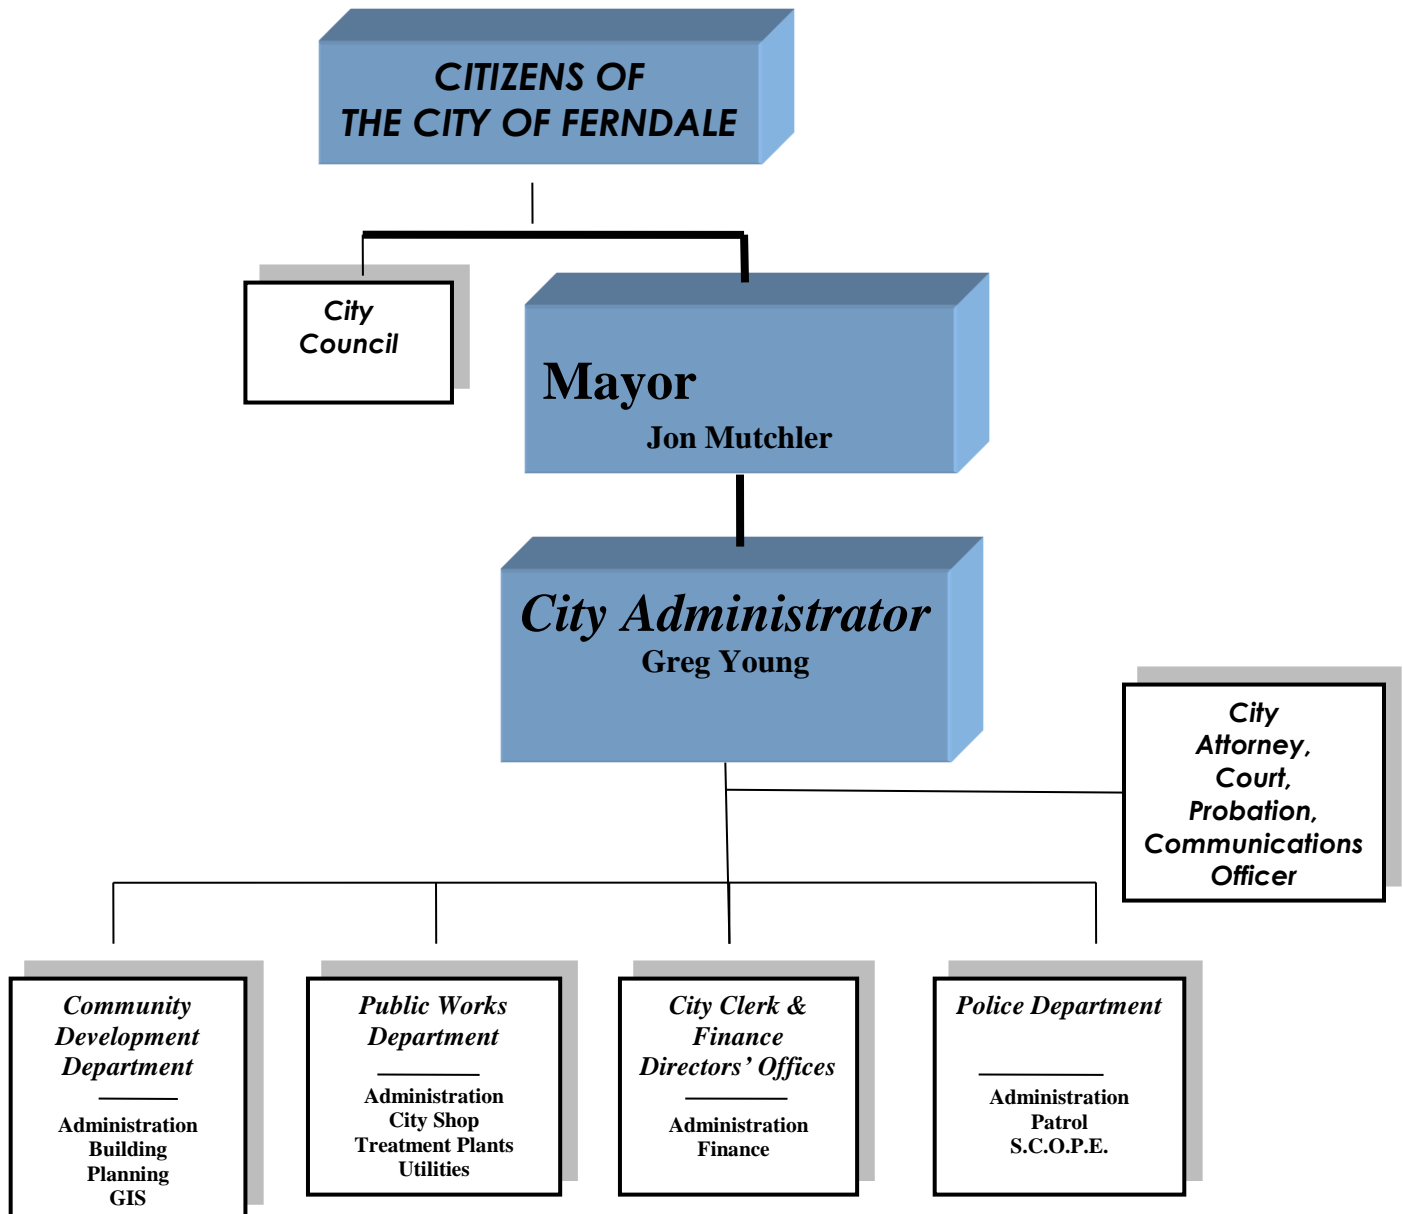 CITIZENS OF
THE CITY OF FERNDALE
City
Council
Mayor
Jon Mutchler
City Administrator
Greg Young
City
Attorney,
Court,
Probation,
Communications
Officer
Community
Development
Department
Administration
Building
Planning
GIS
Public Works
Department
Administration
City Shop
Treatment Plants
Utilities
City Clerk &
Finance
Directors’ Offices
Administration
Finance
Police Department
Administration
Patrol
S.C.O.P.E.